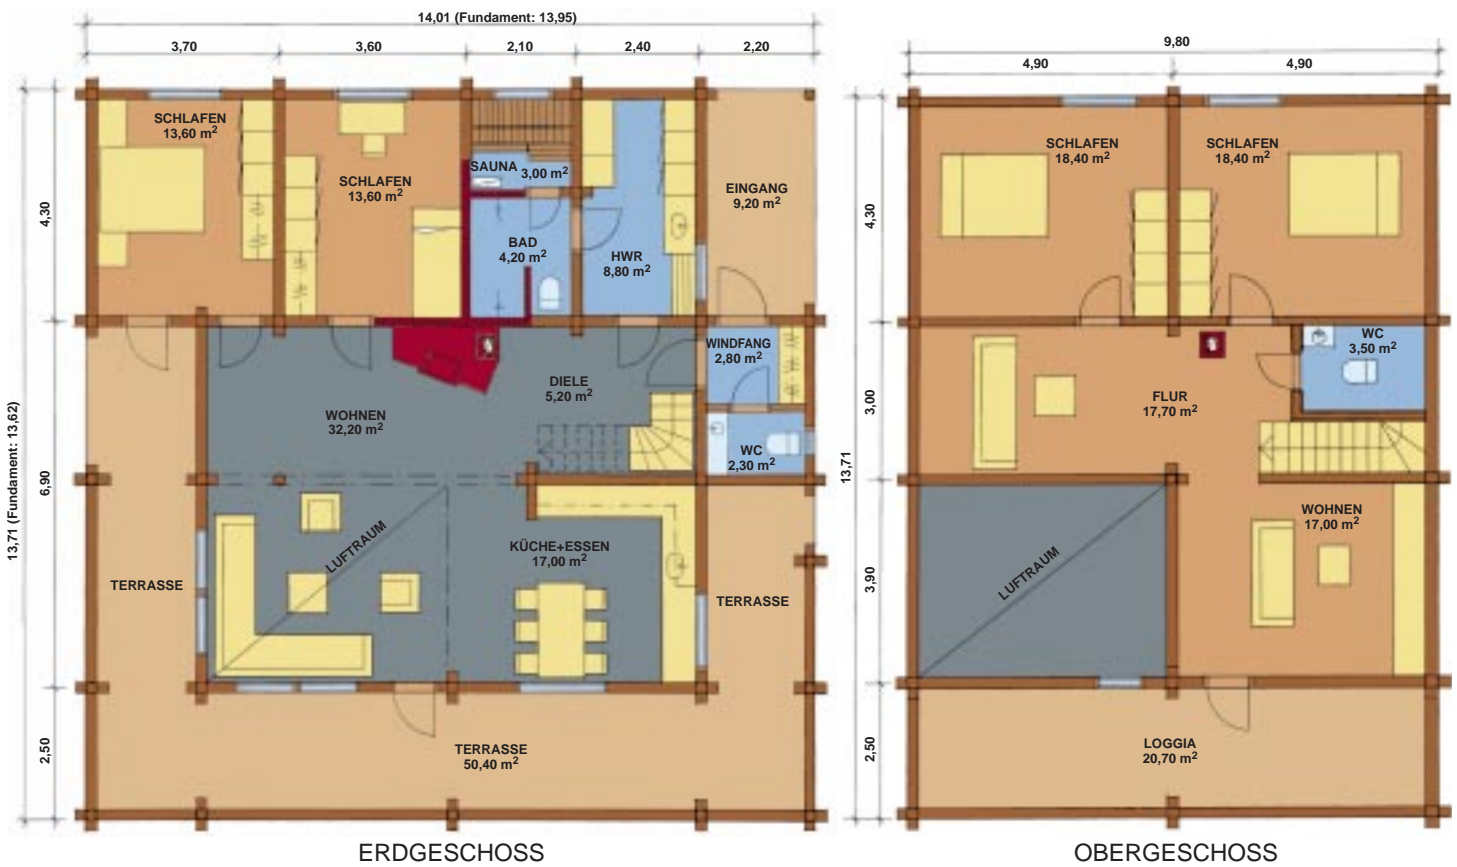 14,01 (Fundament: 13,95)
3,70
3,60
2,10
2,40
2,20
13,71 (Fundament: 13,62)
4,30
6,90
2,50
SCHLAFEN
13,60 m²
SCHLAFEN
13,60 m²
SAUNA
3,00 m²
BAD
4,20 m²
HWR
8,80 m²
EINGANG
9,20 m²
WINDFANG
2,80 m²
DIELE
5,20 m²
WOHNEN
32,20 m²
WC
2,30 m²
LUFTRAUM
KÜCHE+ESSEN
17,00 m²
TERRASSE
TERRASSE
TERRASSE
50,40 m²
ERDGESCHOSS
9,80
4,90
4,90
13,71
4,30
3,00
3,90
2,50
SCHLAFEN
18,40 m²
SCHLAFEN
18,40 m²
WC
3,50 m²
FLUR
17,70 m²
WOHNEN
17,00 m²
LUFTRAUM
LOGGIA
20,70 m²
OBERGESCHOSS